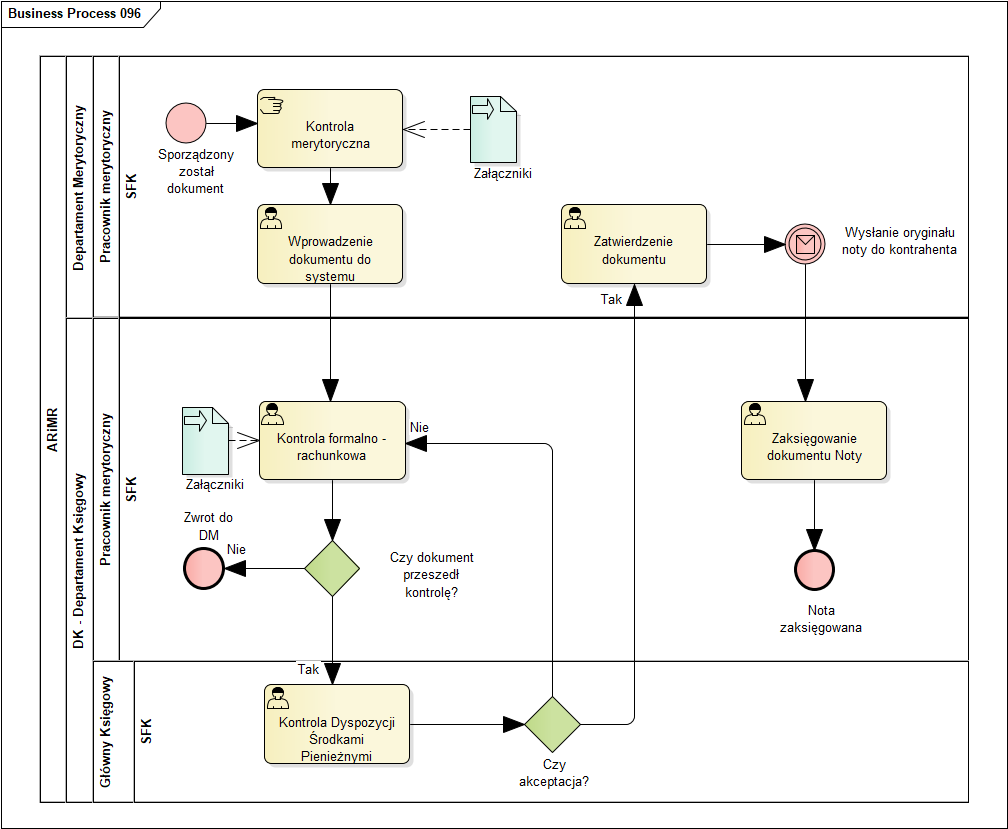 Business Process 096
ARiMR
Departament Merytoryczny
Pracownik merytoryczny
SFK
Sporządzony
został
dokument
Kontrola
merytoryczna
Załączniki
Wprowadzenie
dokumentu do
systemu
Zatwierdzenie
dokumentu
Wysłanie oryginału
noty do kontrahenta
Tak
DK - Departament Księgowy
Pracownik merytoryczny
SFK
Załączniki
Kontrola formalno -
rachunkowa
Nie
Zaksięgowanie
dokumentu Noty
Zwrot do
DM
Nie
Czy dokument
przeszedł
kontrolę?
Nota
zaksięgowana
Główny Księgowy
SFK
Tak
Kontrola Dyspozycji
Środkami
Pienieżnymi
Czy
akceptacja?